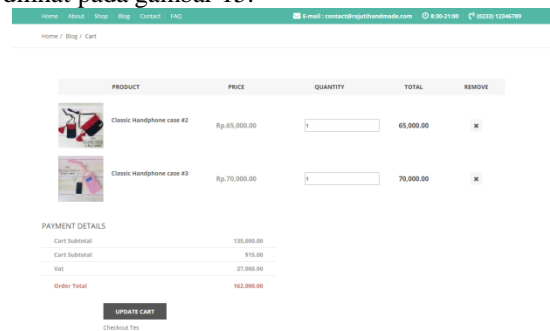 dilihat pada gambar 15.
Home About Shop Blog Contact FAQ E-mail : contact@rajutihandmade.com 8:30-21:00 (0233) 12346789
Home / Blog / Cart
PRODUCT PRICE QUANTITY TOTAL REMOVE
Classic Handphone case #2 Rp.65,000.00 1 65,000.00 x
Classic Handphone case #3 Rp.70,000.00 1 70,000.00 x
PAYMENT DETAILS
Cart Subtotal 135,000.00
Cart Subtotal $15.00
Vat 27,000.00
Order Total 162,000.00
UPDATE CART
Checkout Tes